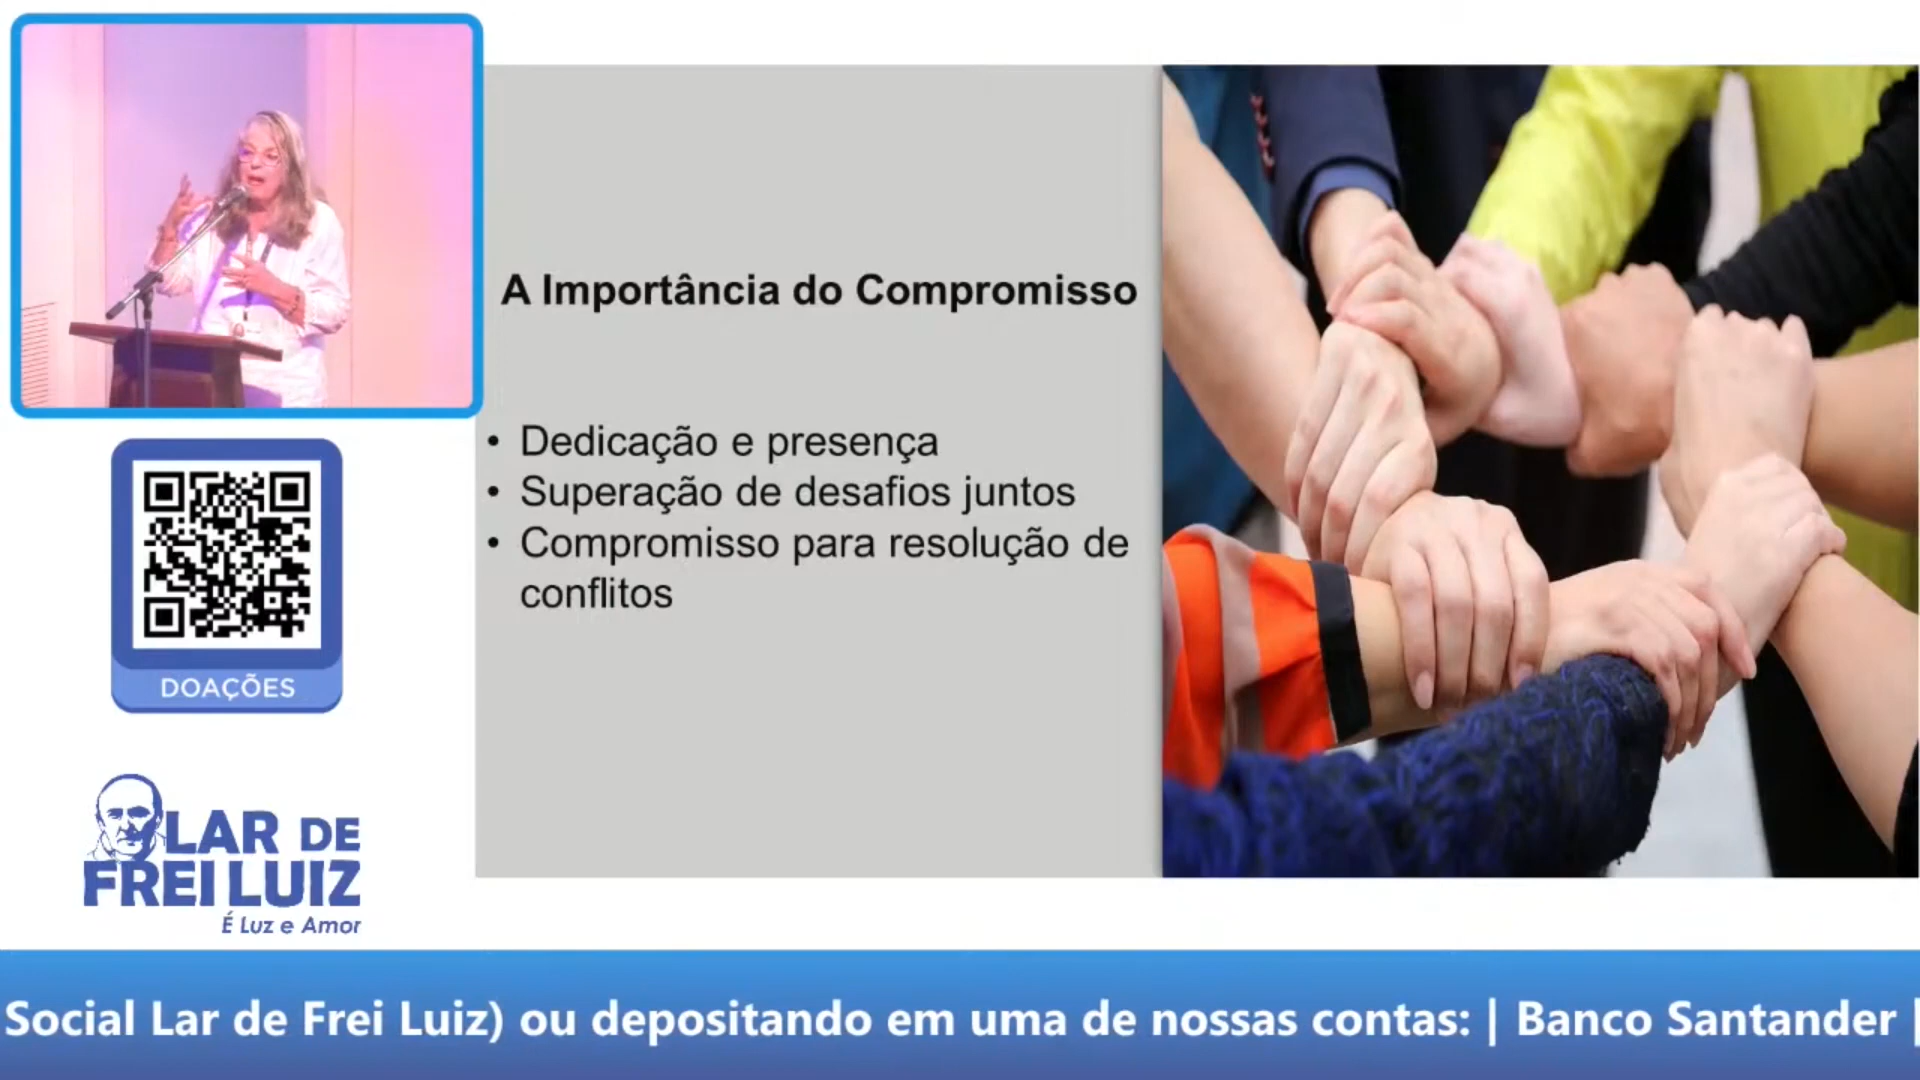 A Importância do Compromisso
• Dedicação e presença
• Superação de desafios juntos
• Compromisso para resolução de
conflitos
DOAÇÕES
LAR DE
FREI LUIZ
É Luz e Amor
Social Lar de Frei Luiz) ou depositando em uma de nossas contas: | Banco Santander |